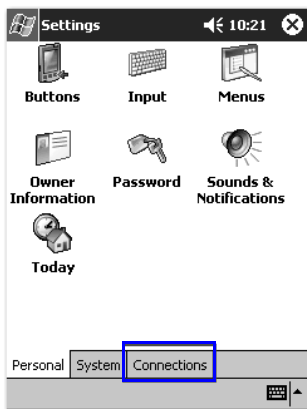 Settings 10:21
Buttons Input Menus
Owner Information Password Sounds & Notifications
Today
Personal System Connections